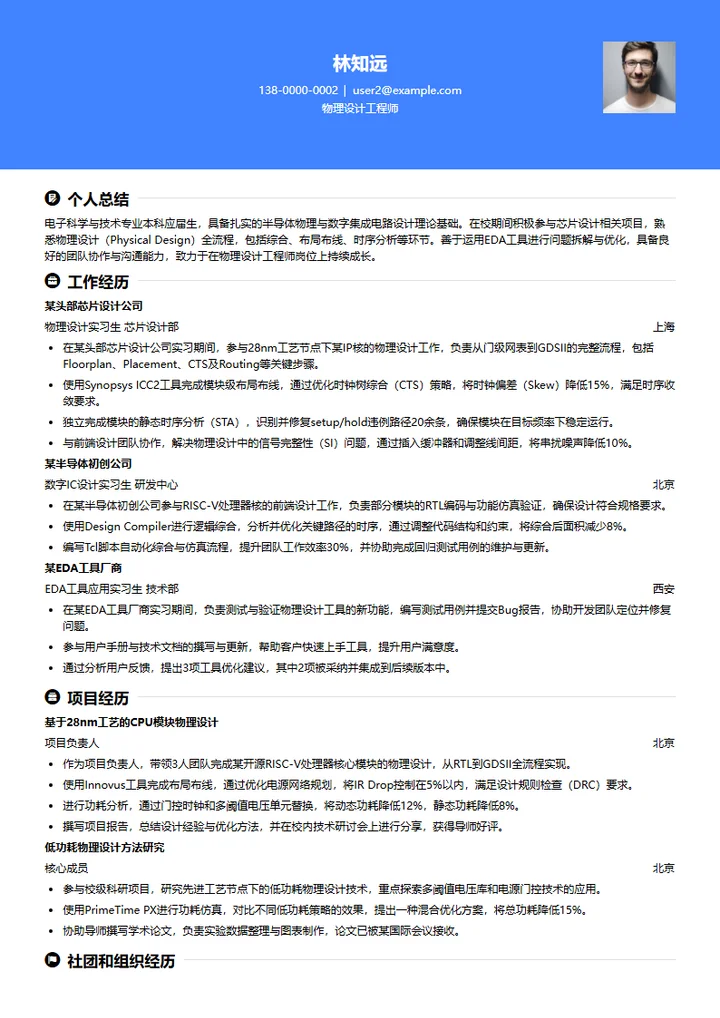 林知远
138-0000-0002 | user2@example.com
物理设计工程师
个人总结
电子科学与技术专业本科应届生，具备扎实的半导体物理与数字集成电路设计理论基础。在校期间积极参与芯片设计相关项目，熟
悉物理设计（Physical Design）全流程，包括综合、布局布线、时序分析等环节。善于运用EDA工具进行问题拆解与优化，具备良
好的团队协作与沟通能力，致力于在物理设计工程师岗位上持续成长。
工作经历
某头部芯片设计公司
物理设计实习生 芯片设计部 上海
• 在某头部芯片设计公司实习期间，参与28nm工艺节点下某IP核的物理设计工作，负责从门级网表到GDSII的完整流程，包括
Floorplan、Placement、CTS及Routing等关键步骤。
• 使用Synopsys ICC2工具完成模块级布局布线，通过优化时钟树综合（CTS）策略，将时钟偏差（Skew）降低15%，满足时序收
敛要求。
• 独立完成模块的静态时序分析（STA），识别并修复setup/hold违例路径20余条，确保模块在目标频率下稳定运行。
• 与前端设计团队协作，解决物理设计中的信号完整性（SI）问题，通过插入缓冲器和调整线间距，将串扰噪声降低10%。
某半导体初创公司
数字IC设计实习生 研发中心 北京
• 在某半导体初创公司参与RISC-V处理器核的前端设计工作，负责部分模块的RTL编码与功能仿真验证，确保设计符合规格要求。
• 使用Design Compiler进行逻辑综合，分析并优化关键路径的时序，通过调整代码结构和约束，将综合后面积减少8%。
• 编写Tcl脚本自动化综合与仿真流程，提升团队工作效率30%，并协助完成回归测试用例的维护与更新。
某EDA工具厂商
EDA工具应用实习生 技术部 西安
• 在某EDA工具厂商实习期间，负责测试与验证物理设计工具的新功能，编写测试用例并提交Bug报告，协助开发团队定位并修复
问题。
• 参与用户手册与技术文档的撰写与更新，帮助客户快速上手工具，提升用户满意度。
• 通过分析用户反馈，提出3项工具优化建议，其中2项被采纳并集成到后续版本中。
项目经历
基于28nm工艺的CPU模块物理设计
项目负责人 北京
• 作为项目负责人，带领3人团队完成某开源RISC-V处理器核心模块的物理设计，从RTL到GDSII全流程实现。
• 使用Innovus工具完成布局布线，通过优化电源网络规划，将IR Drop控制在5%以内，满足设计规则检查（DRC）要求。
• 进行功耗分析，通过门控时钟和多阈值电压单元替换，将动态功耗降低12%，静态功耗降低8%。
• 撰写项目报告，总结设计经验与优化方法，并在校内技术研讨会上进行分享，获得导师好评。
低功耗物理设计方法研究
核心成员 北京
• 参与校级科研项目，研究先进工艺节点下的低功耗物理设计技术，重点探索多阈值电压库和电源门控技术的应用。
• 使用PrimeTime PX进行功耗仿真，对比不同低功耗策略的效果，提出一种混合优化方案，将总功耗降低15%。
• 协助导师撰写学术论文，负责实验数据整理与图表制作，论文已被某国际会议接收。
社团和组织经历